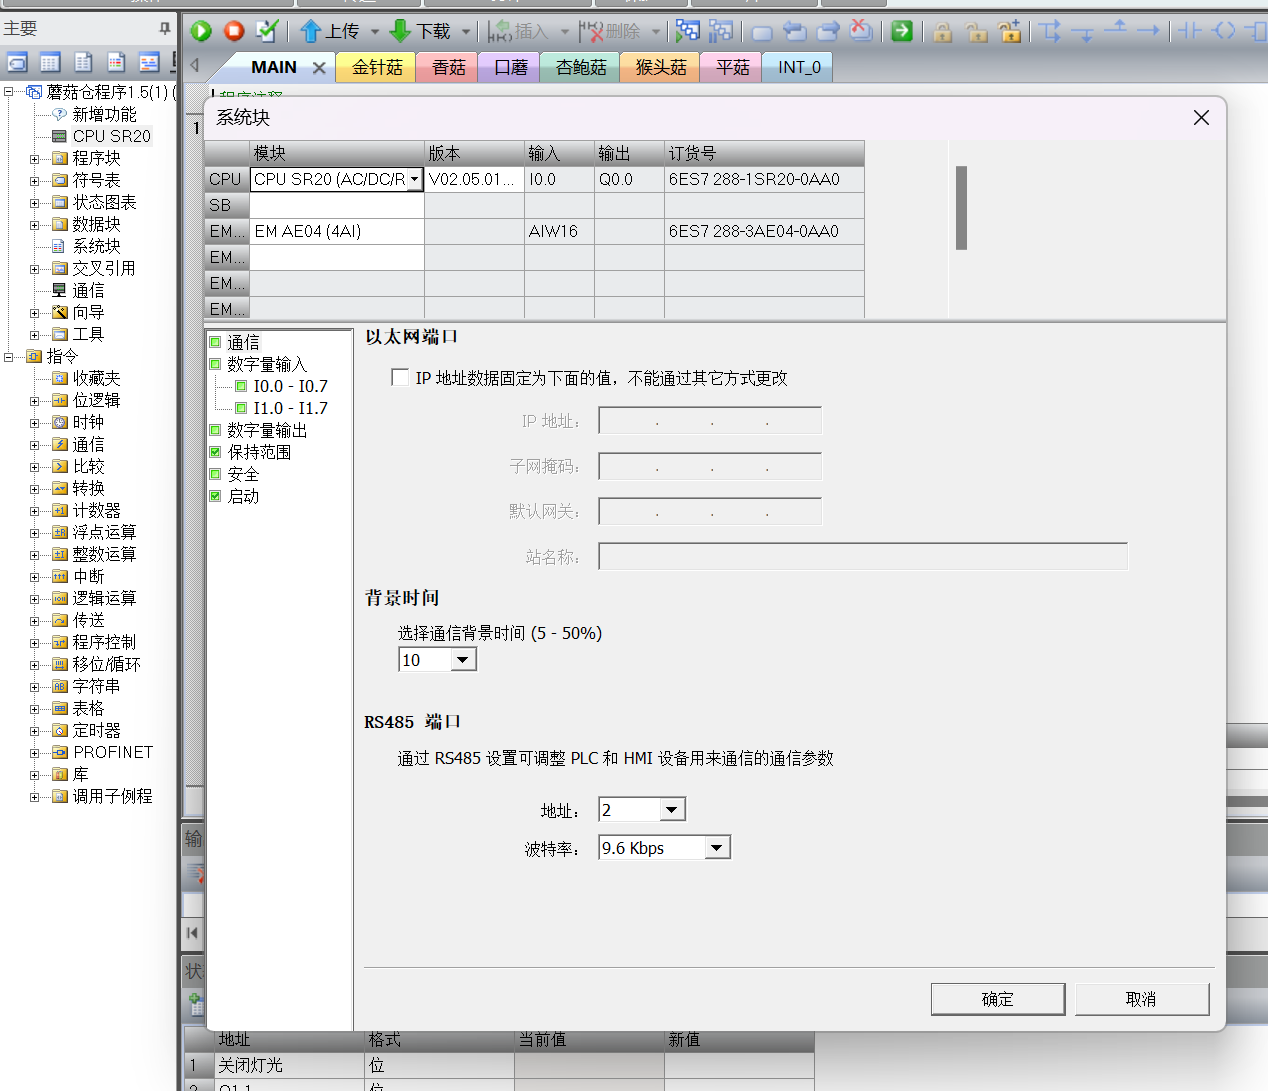 主要
上传
下载
插入
删除
MAIN
金针菇
香菇
口蘑
杏鲍菇
猴头菇
平菇
INT_0
蘑菇仓程序1.5(1) (
新增功能
CPU SR20
程序块
符号表
状态图表
数据块
系统块
交叉引用
通信
向导
工具
指令
收藏夹
位逻辑
时钟
通信
比较
转换
计数器
浮点运算
整数运算
中断
逻辑运算
传送
程序控制
移位/循环
字符串
表格
定时器
PROFINET
库
调用子例程
程序注释
1
系统块
模块 版本 输入 输出 订货号
CPU CPU SR20 (AC/DC/R V02.05.01... I0.0 Q0.0 6ES7 288-1SR20-0AA0
SB
EM... EM AE04 (4AI) AIW16 6ES7 288-3AE04-0AA0
EM...
EM...
EM...
通信
数字量输入
I0.0 - I0.7
I1.0 - I1.7
数字量输出
保持范围
安全
启动
以太网端口
IP 地址数据固定为下面的值，不能通过其它方式更改
IP 地址：
子网掩码：
默认网关：
站名称：
背景时间
选择通信背景时间 (5 - 50%)
10
RS485 端口
通过 RS485 设置可调整 PLC 和 HMI 设备用来通信的通信参数
地址： 2
波特率： 9.6 Kbps
确定
取消
输
状
地址 格式 当前值 新值
1 关闭灯光 位
2 Q1.1 位